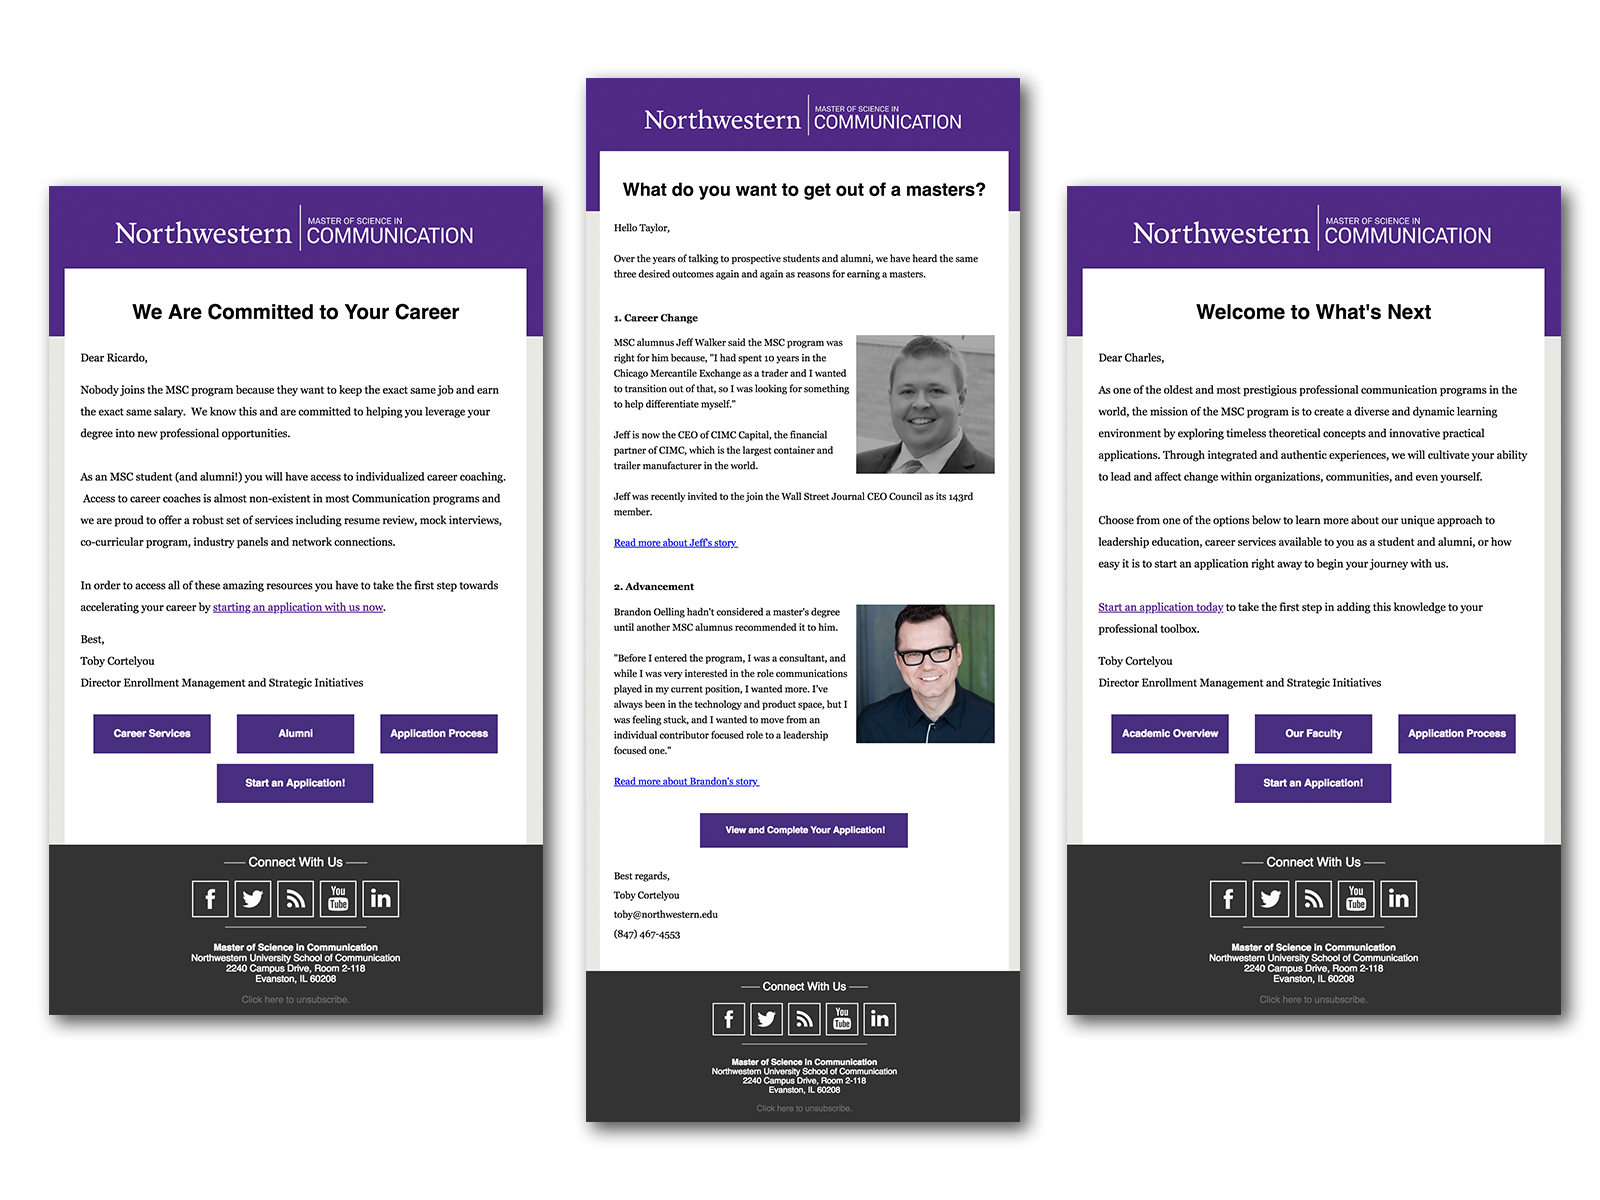 Northwestern
MASTER OF SCIENCE IN
COMMUNICATION
We Are Committed to Your Career
Dear Ricardo,
Nobody joins the MSC program because they want to keep the exact same job and earn
the exact same salary.  We know this and are committed to helping you leverage your
degree into new professional opportunities.
As an MSC student (and alumni!) you will have access to individualized career coaching.
Access to career coaches is almost non-existent in most Communication programs and
we are proud to offer a robust set of services including resume review, mock interviews,
co-curricular program, industry panels and network connections.
In order to access all of these amazing resources you have to take the first step towards
accelerating your career by starting an application with us now.
Best,
Toby Cortelyou
Director Enrollment Management and Strategic Initiatives
Career Services
Alumni
Application Process
Start an Application!
Connect With Us
f
You
Tube
in
Master of Science in Communication
Northwestern University School of Communication
2240 Campus Drive, Room 2-118
Evanston, IL 60208
Click here to unsubscribe.
Northwestern
MASTER OF SCIENCE IN
COMMUNICATION
What do you want to get out of a masters?
Hello Taylor,
Over the years of talking to prospective students and alumni, we have heard the same
three desired outcomes again and again as reasons for earning a masters.
1. Career Change
MSC alumnus Jeff Walker said the MSC program was
right for him because, "I had spent 10 years in the
Chicago Mercantile Exchange as a trader and I wanted
to transition out of that, so I was looking for something
to help differentiate myself."
Jeff is now the CEO of CIMC Capital, the financial
partner of CIMC, which is the largest container and
trailer manufacturer in the world.
Jeff was recently invited to the join the Wall Street Journal CEO Council as its 143rd
member.
Read more about Jeff's story
2. Advancement
Brandon Oelling hadn't considered a master's degree
until another MSC alumnus recommended it to him.
"Before I entered the program, I was a consultant, and
while I was very interested in the role communications
played in my current position, I wanted more. I've
always been in the technology and product space, but I
was feeling stuck, and I wanted to move from an
individual contributor focused role to a leadership
focused one."
Read more about Brandon's story
View and Complete Your Application!
Best regards,
Toby Cortelyou
toby@northwestern.edu
(847) 467-4553
Connect With Us
f
You
Tube
in
Master of Science in Communication
Northwestern University School of Communication
2240 Campus Drive, Room 2-118
Evanston, IL 60208
Click here to unsubscribe.
Northwestern
MASTER OF SCIENCE IN
COMMUNICATION
Welcome to What's Next
Dear Charles,
As one of the oldest and most prestigious professional communication programs in the
world, the mission of the MSC program is to create a diverse and dynamic learning
environment by exploring timeless theoretical concepts and innovative practical
applications. Through integrated and authentic experiences, we will cultivate your ability
to lead and affect change within organizations, communities, and even yourself.
Choose from one of the options below to learn more about our unique approach to
leadership education, career services available to you as a student and alumni, or how
easy it is to start an application right away to begin your journey with us.
Start an application today to take the first step in adding this knowledge to your
professional toolbox.
Toby Cortelyou
Director Enrollment Management and Strategic Initiatives
Academic Overview
Our Faculty
Application Process
Start an Application!
Connect With Us
f
You
Tube
in
Master of Science in Communication
Northwestern University School of Communication
2240 Campus Drive, Room 2-118
Evanston, IL 60208
Click here to unsubscribe.